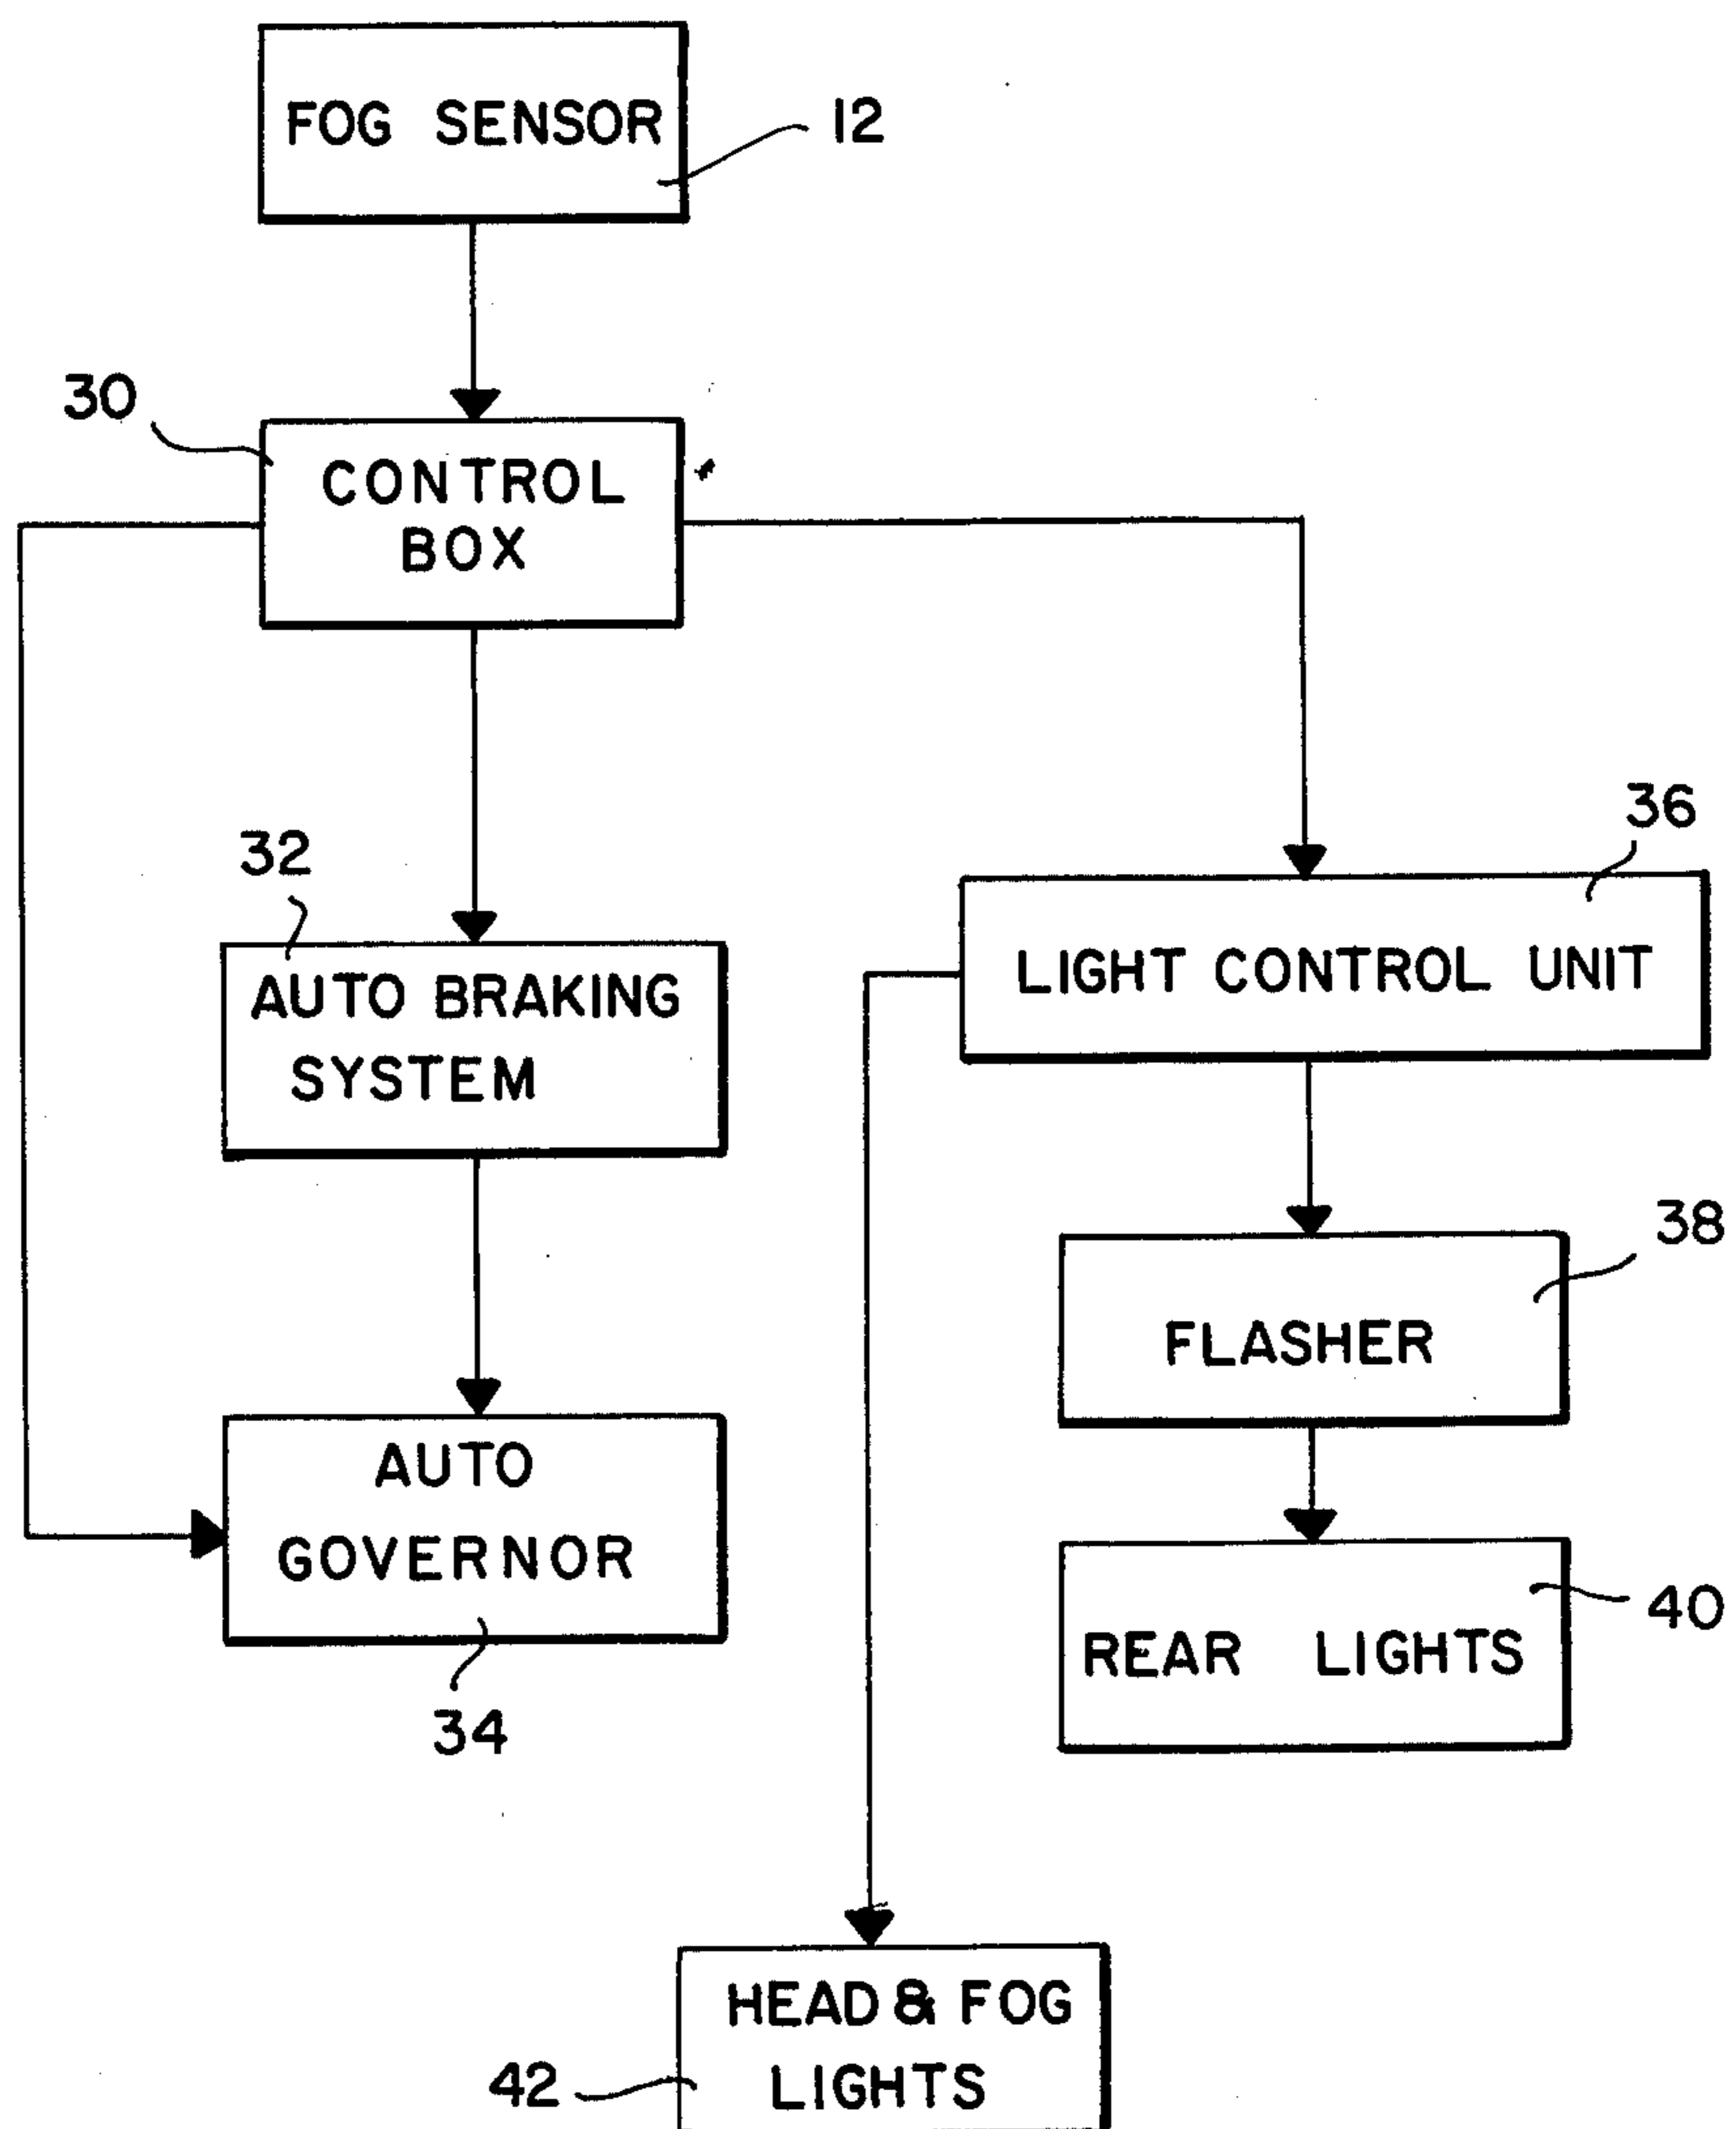 FOG SENSOR
12
30
CONTROL
BOX
32
AUTO BRAKING
SYSTEM
36
LIGHT CONTROL UNIT
38
FLASHER
AUTO
GOVERNOR
34
40
REAR LIGHTS
HEAD & FOG
LIGHTS
42